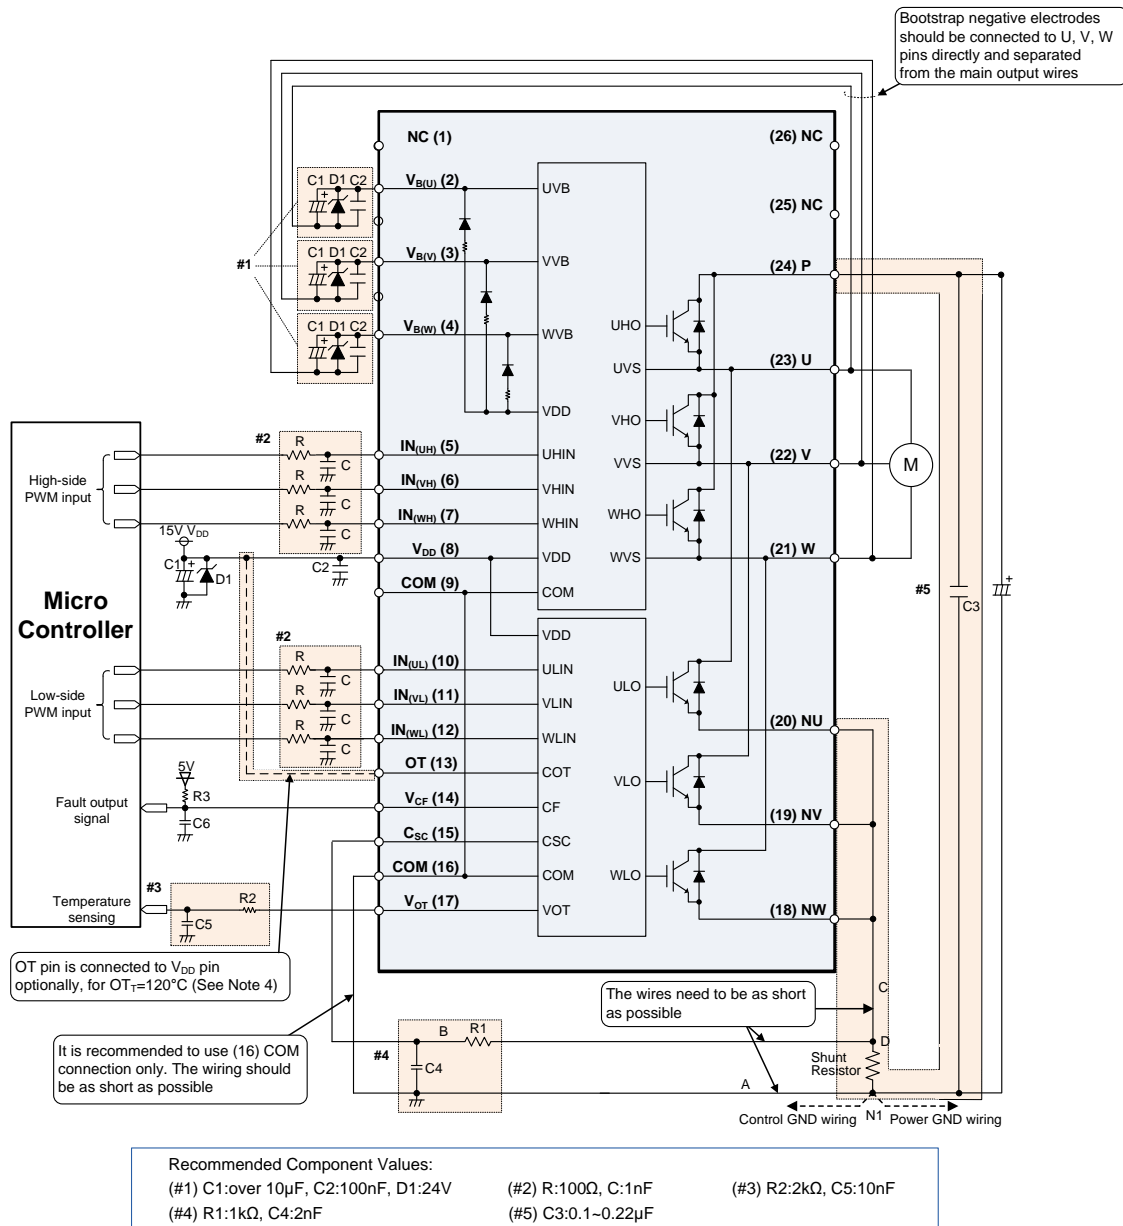 Bootstrap negative electrodes
should be connected to U, V, W
pins directly and separated
from the main output wires
NC (1)
(26) NC
C1 D1 C2
VB(U) (2)
UVB
(25) NC
#1
C1 D1 C2
VB(V) (3)
VVB
(24) P
C1 D1 C2
VB(W) (4)
WVB
UHO
UVS
(23) U
VDD
VHO
#2
R
C
IN(UH) (5)
UHIN
VVS
(22) V
M
High-side
PWM input
R
C
IN(VH) (6)
VHIN
R
C
IN(WH) (7)
WHIN
WHO
15V VDD
C1
D1
C2
VDD (8)
VDD
WVS
(21) W
COM (9)
COM
#5
C3
Micro
Controller
#2
VDD
R
C
IN(UL) (10)
ULIN
ULO
Low-side
PWM input
R
C
IN(VL) (11)
VLIN
R
C
IN(WL) (12)
WLIN
(20) NU
5V
R3
C6
OT (13)
COT
VLO
Fault output
signal
VCF (14)
CF
(19) NV
CSC (15)
CSC
COM (16)
COM
WLO
Temperature
sensing
#3
C5
R2
VOT (17)
VOT
(18) NW
OT pin is connected to VDD pin
optionally, for OTT=120°C (See Note 4)
The wires need to be as short
as possible
C
It is recommended to use (16) COM
connection only. The wiring should
be as short as possible
#4
B
R1
C4
D
Shunt
Resistor
A
Control GND wiring
N1
Power GND wiring
Recommended Component Values:
(#1) C1:over 10µF, C2:100nF, D1:24V
(#2) R:100Ω, C:1nF
(#3) R2:2kΩ, C5:10nF
(#4) R1:1kΩ, C4:2nF
(#5) C3:0.1~0.22µF